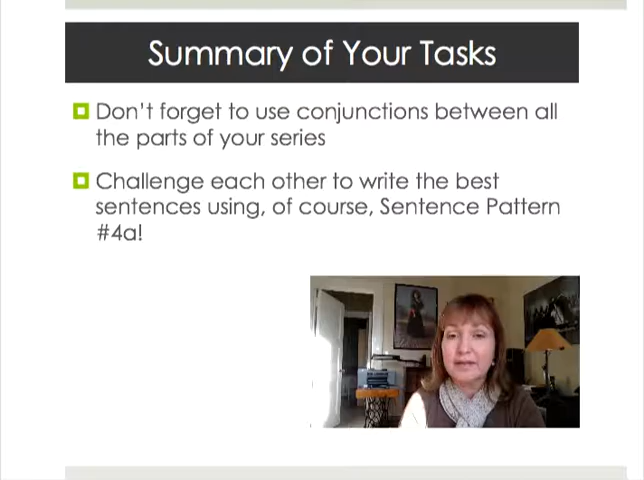 Summary of Your Tasks
Don't forget to use conjunctions between all
the parts of your series
Challenge each other to write the best
sentences using, of course, Sentence Pattern
#4a!